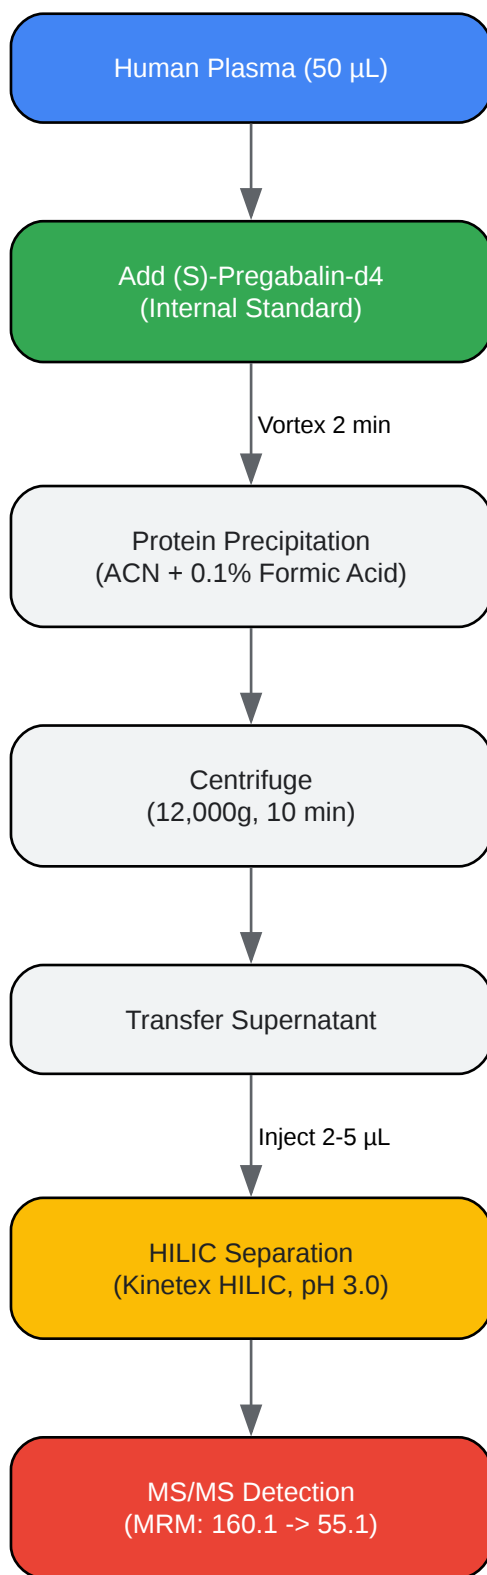 Human Plasma (50 µL)
Add (S)-Pregabalin-d4
(Internal Standard)
Vortex 2 min
Protein Precipitation
(ACN + 0.1% Formic Acid)
Centrifuge
(12,000g, 10 min)
Transfer Supernatant
Inject 2-5 µL
HILIC Separation
(Kinetex HILIC, pH 3.0)
MS/MS Detection
(MRM: 160.1 -> 55.1)